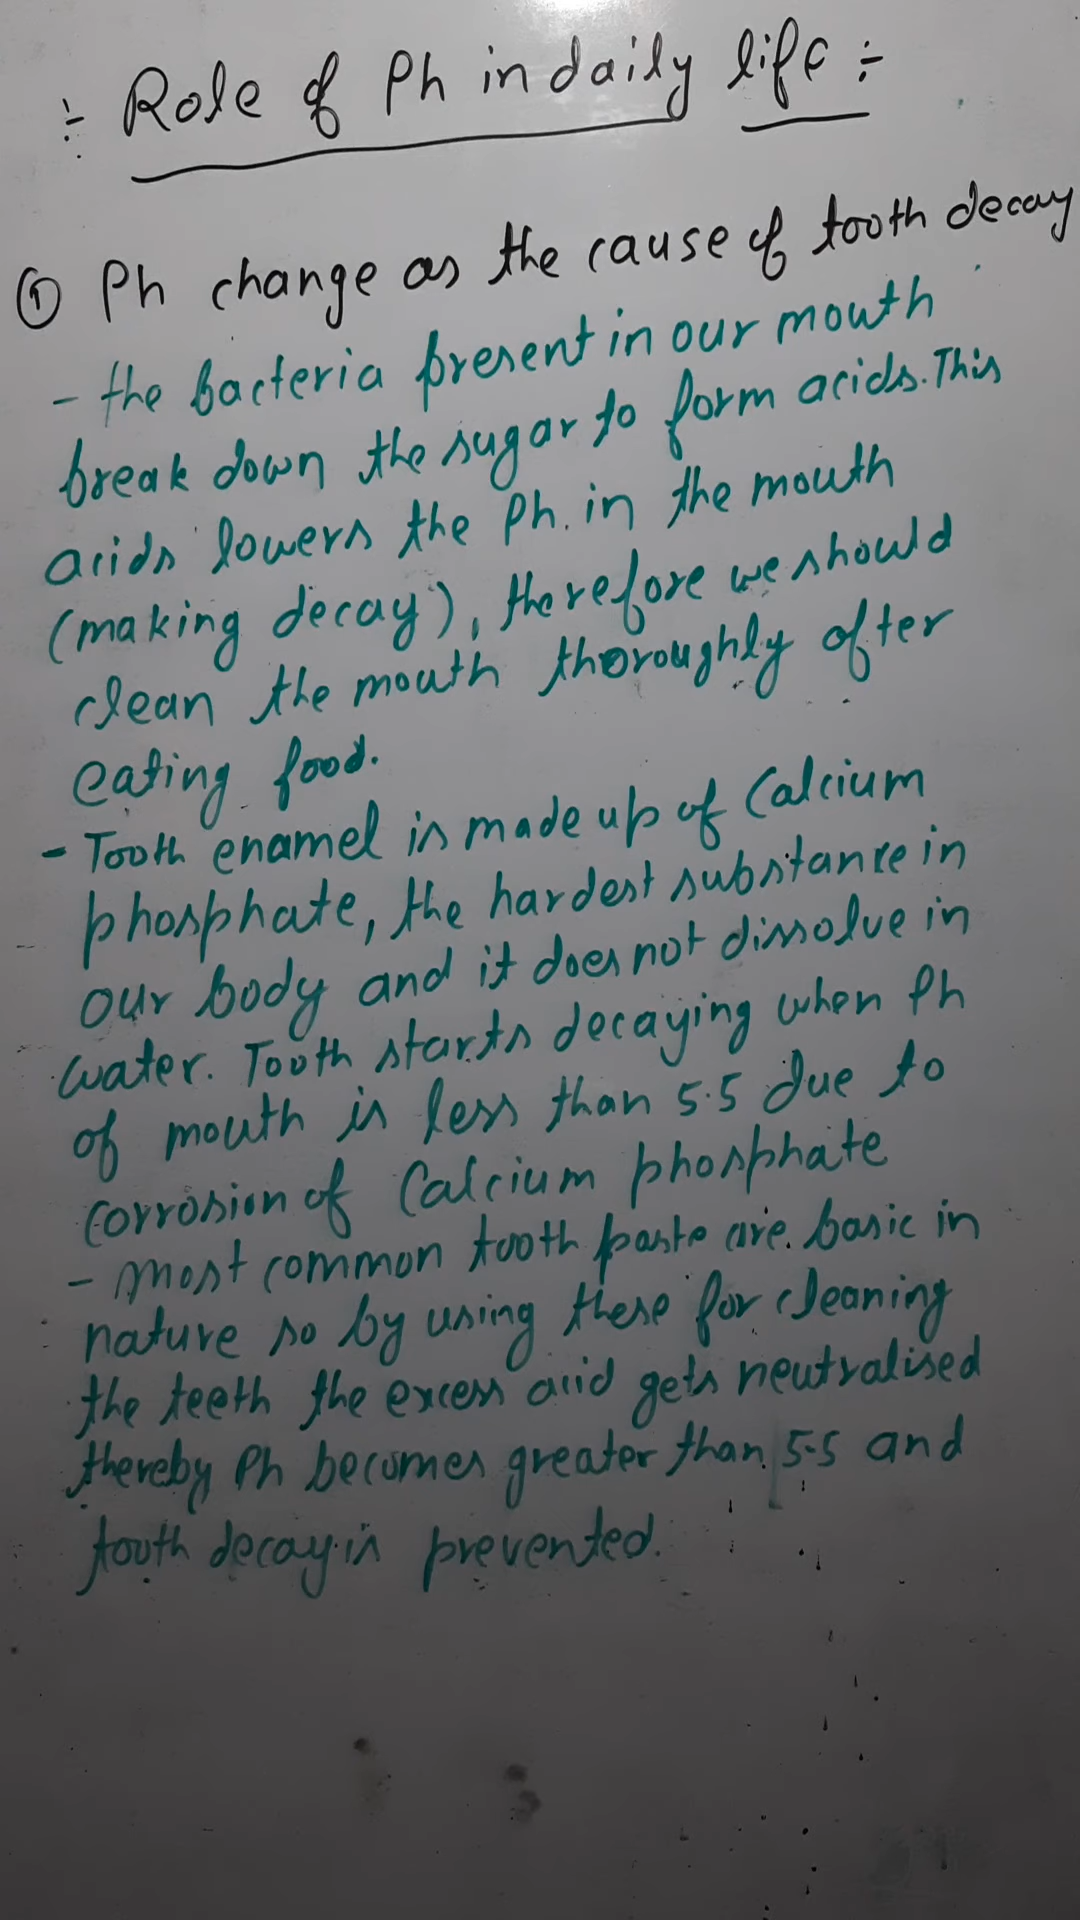 ÷ Role of Ph in daily life ÷
① Ph change as the cause of tooth decay
- the bacteria present in our mouth
break down the sugar to form acids. This
acids lowers the Ph. in the mouth
(making decay), therefore we should
clean the mouth thoroughly after
eating food.
- Tooth enamel is made up of Calcium
phosphate, the hardest substance in
our body and it does not dissolve in
water. Tooth starts decaying when Ph
of mouth is less than 5.5 due to
corrosion of Calcium phosphate
- most common tooth paste are basic in
nature so by using these for cleaning
the teeth the excess acid gets neutralised
thereby Ph becomes greater than 5.5 and
tooth decay is prevented.